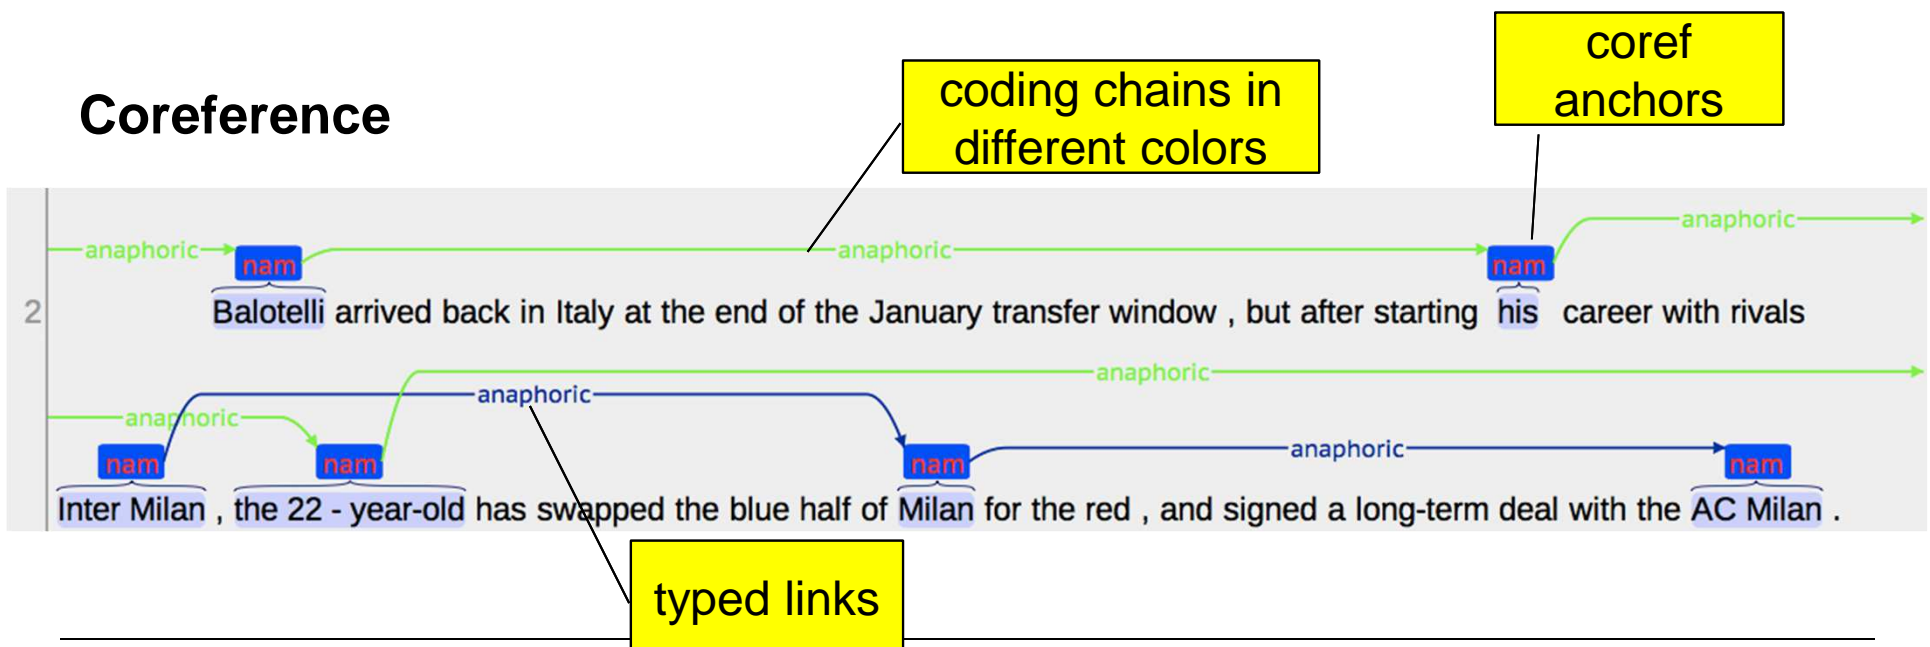 coref
anchors
coding chains in
different colors
Coreference
anaphoric
anaphoric anaphoric
nam nam
2 Balotelli arrived back in Italy at the end of the January transfer window , but after starting his career with rivals
anaphoric
anaphoric
anaphoric
anaphoric
nam nam nam nam
Inter Milan , the 22 - year-old has swapped the blue half of Milan for the red , and signed a long-term deal with the AC Milan .
typed links